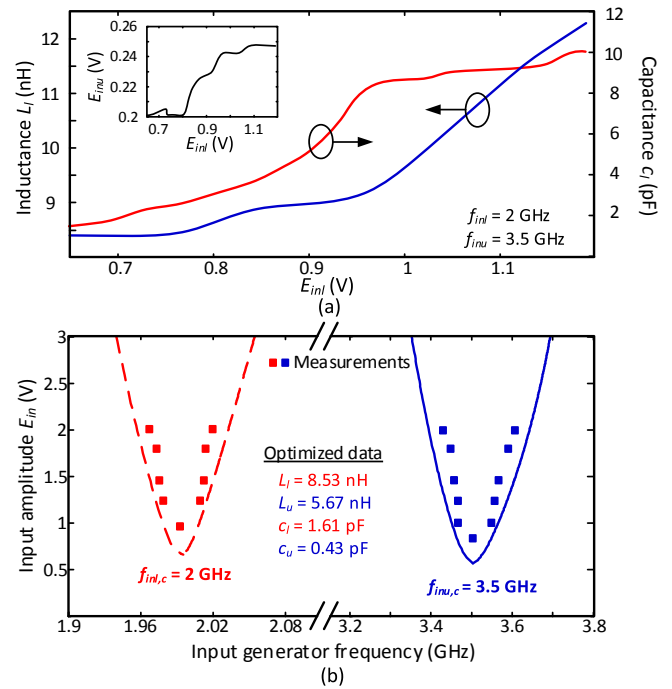 (a)
12
11
10
9
Inductance L_l (nH)
0.26
0.24
0.22
0.2
E_inu (V)
0.7 0.9 1.1
E_inl (V)
12
10
8
6
4
2
Capacitance c_l (pF)
f_inl = 2 GHz
f_inu = 3.5 GHz
0.7 0.8 0.9 1 1.1
E_inl (V)
(a)
3
2.5
2
1.5
1
0.5
0
Input amplitude E_in (V)
Measurements
Optimized data
L_l = 8.53 nH
L_u = 5.67 nH
c_l = 1.61 pF
c_u = 0.43 pF
f_inl,c = 2 GHz
f_inu,c = 3.5 GHz
1.9 1.96 2.02 2.08 3.2 3.4 3.6 3.8
Input generator frequency (GHz)
(b)